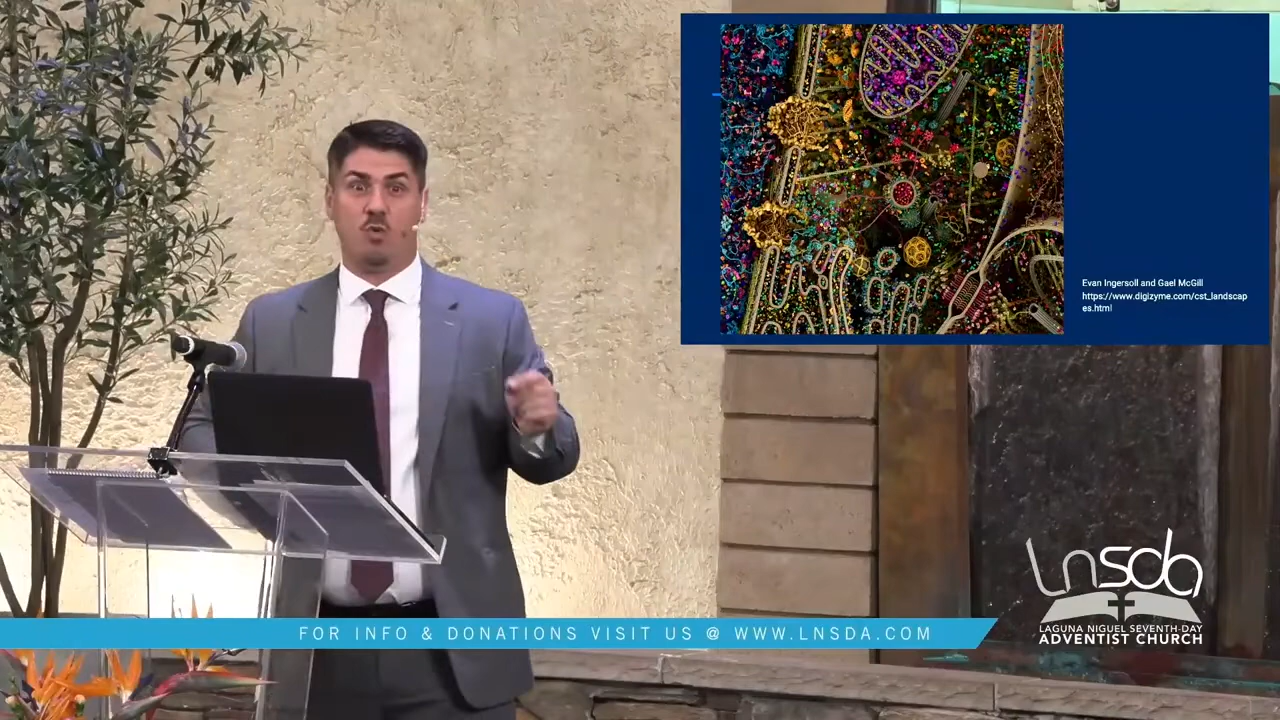 Evan Ingersoll and Gael McGill
https://www.digizyme.com/cst_landscap
es.html
lnsda
LAGUNA NIGUEL SEVENTH-DAY
ADVENTIST CHURCH
FOR INFO & DONATIONS VISIT US @ WWW.LNSDA.COM